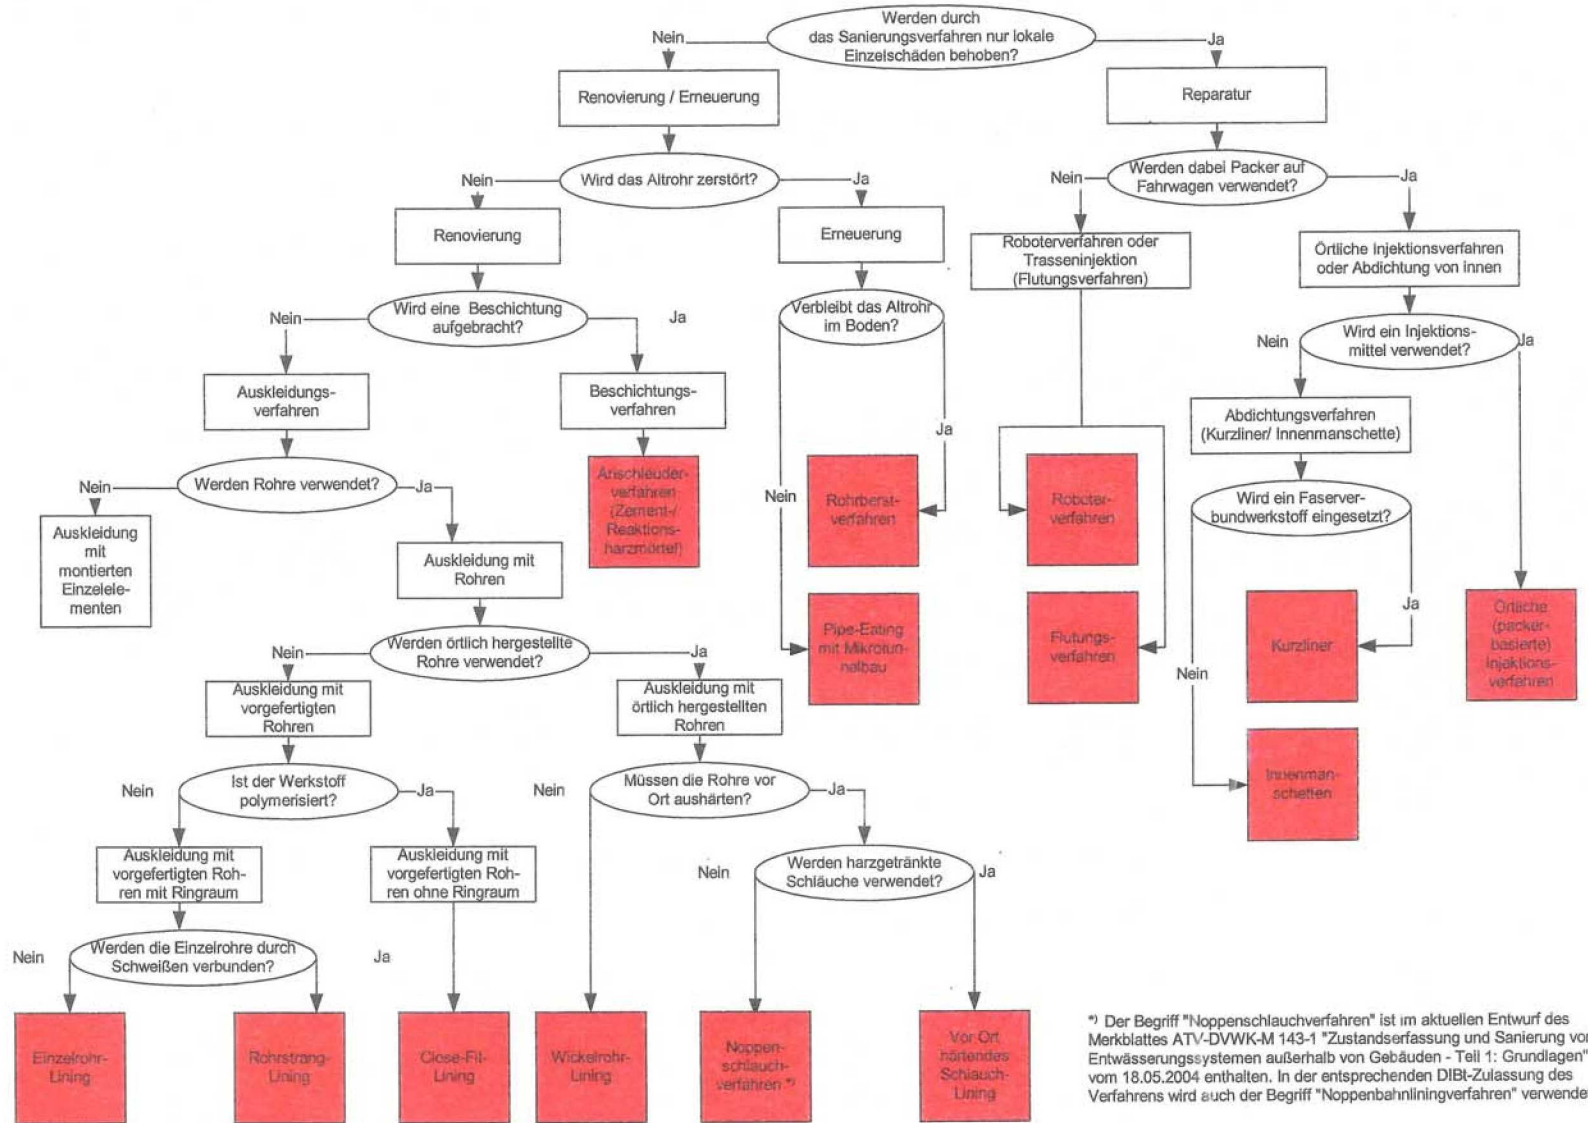 Werden durch
das Sanierungsverfahren nur lokale
Einzelschäden behoben?
Nein
Ja
Renovierung / Erneuerung
Reparatur
Wird das Altrohr zerstört?
Nein
Ja
Werden dabei Packer auf
Fahrwagen verwendet?
Nein
Ja
Renovierung
Erneuerung
Roboterverfahren oder
Trasseninjektion
(Flutungsverfahren)
Örtliche Injektionsverfahren
oder Abdichtung von innen
Wird eine Beschichtung
aufgebracht?
Nein
Ja
Verbleibt das Altrohr
im Boden?
Wird ein Injektions-
mittel verwendet?
Nein
Ja
Auskleidungs-
verfahren
Beschichtungs-
verfahren
Abdichtungsverfahren
(Kurzliner/ Innenmanschette)
Ja
Werden Rohre verwendet?
Nein
Ja
Anschleuder-
verfahren
(Zement-/
Reaktions-
harzmörtel)
Nein
Rohrberst-
verfahren
Roboter-
verfahren
Wird ein Faserver-
bundwerkstoff eingesetzt?
Auskleidung
mit
montierten
Einzelele-
menten
Auskleidung mit
Rohren
Pipe-Eating
mit Mikrotun-
nelbau
Flutungs-
verfahren
Kurzliner
Ja
Örtliche
(packer-
basierte)
Injektions-
verfahren
Nein
Werden örtlich hergestellte
Rohre verwendet?
Nein
Ja
Auskleidung mit
vorgefertigten
Rohren
Auskleidung mit
örtlich hergestellten
Rohren
Innenman-
schetten
Ist der Werkstoff
polymerisiert?
Nein
Ja
Müssen die Rohre vor
Ort aushärten?
Nein
Ja
Auskleidung mit
vorgefertigten Roh-
ren mit Ringraum
Auskleidung mit
vorgefertigten Roh-
ren ohne Ringraum
Werden harzgetränkte
Schläuche verwendet?
Nein
Ja
Werden die Einzelrohre durch
Schweißen verbunden?
Nein
Ja
Einzelrohr-
Lining
Rohrstrang-
Lining
Close-Fit-
Lining
Wickelrohr-
Lining
Noppen-
schlauch-
verfahren *)
Vor Ort
härtendes
Schlauch-
Lining
*) Der Begriff "Noppenschlauchverfahren" ist im aktuellen Entwurf des
Merkblattes ATV-DVWK-M 143-1 "Zustandserfassung und Sanierung von
Entwässerungssystemen außerhalb von Gebäuden - Teil 1: Grundlagen"
vom 18.05.2004 enthalten. In der entsprechenden DIBt-Zulassung des
Verfahrens wird auch der Begriff "Noppenbahnliningverfahren" verwendet